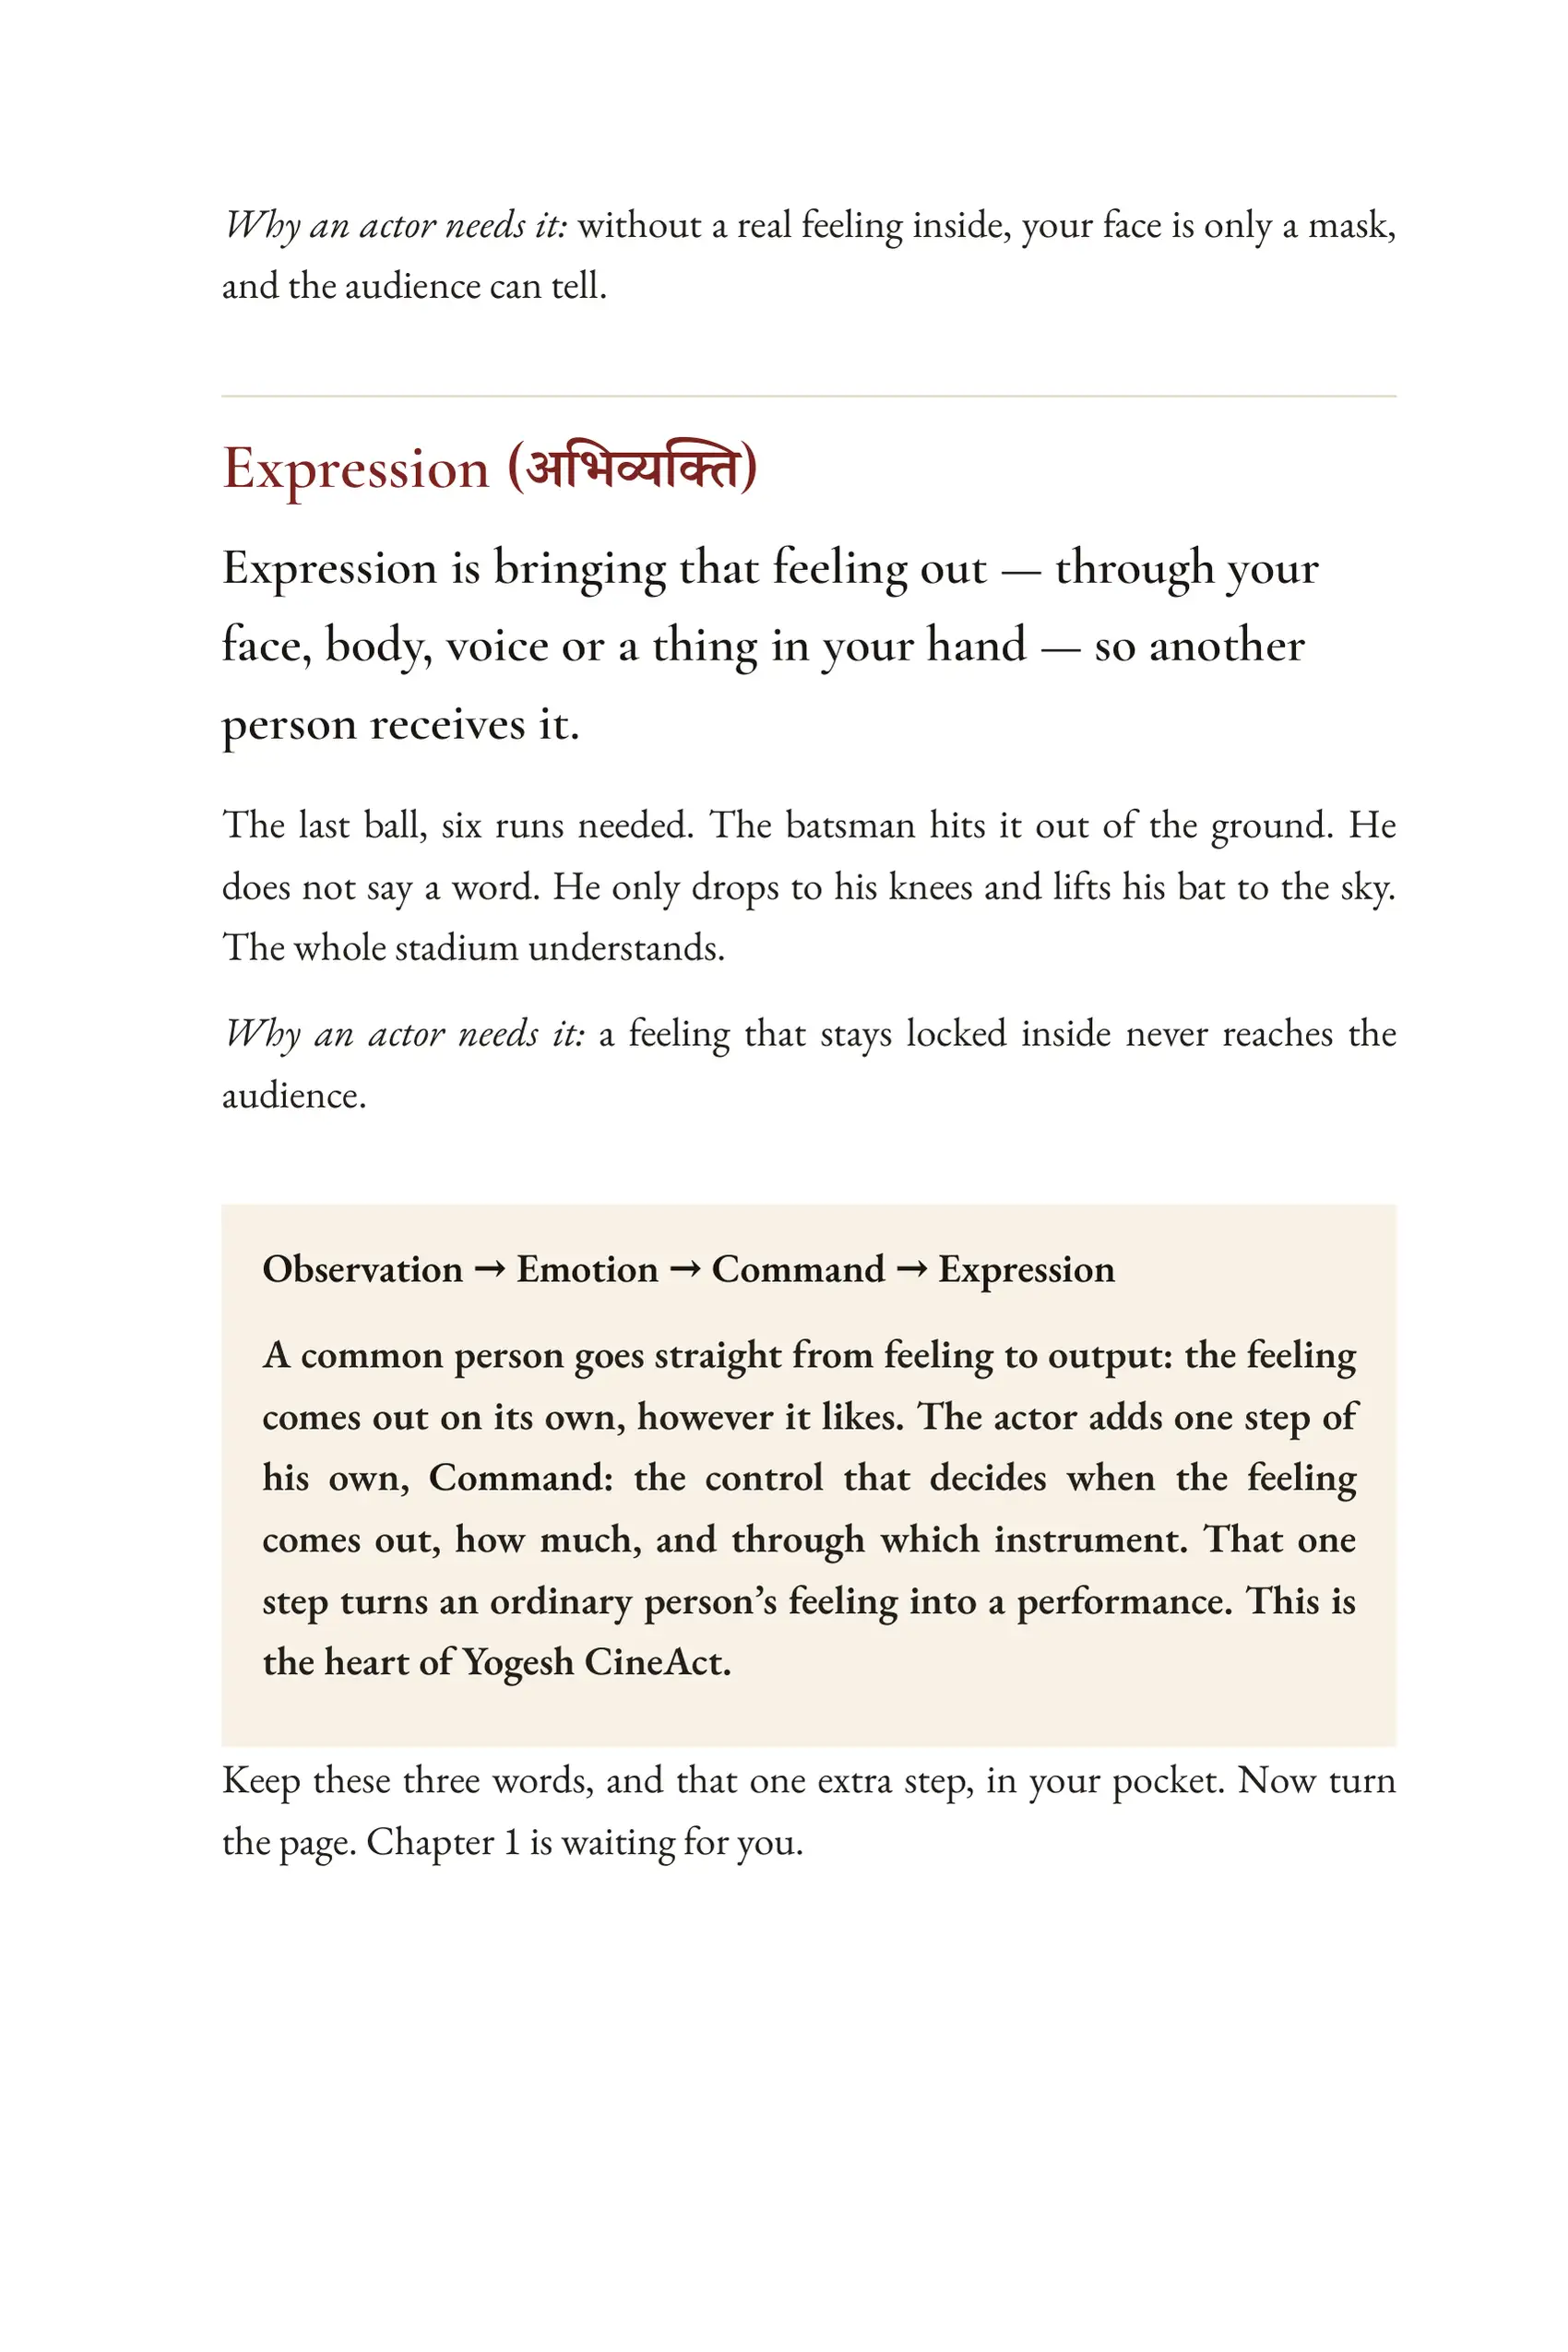 Why an actor needs it: without a real feeling inside, your face is only a mask,
and the audience can tell.
Expression (अभिव्यक्ति)
Expression is bringing that feeling out — through your
face, body, voice or a thing in your hand — so another
person receives it.
The last ball, six runs needed. The batsman hits it out of the ground. He
does not say a word. He only drops to his knees and lifts his bat to the sky.
The whole stadium understands.
Why an actor needs it: a feeling that stays locked inside never reaches the
audience.
Observation → Emotion → Command → Expression
A common person goes straight from feeling to output: the feeling
comes out on its own, however it likes. The actor adds one step of
his own, Command: the control that decides when the feeling
comes out, how much, and through which instrument. That one
step turns an ordinary person’s feeling into a performance. This is
the heart of Yogesh CineAct.
Keep these three words, and that one extra step, in your pocket. Now turn
the page. Chapter 1 is waiting for you.